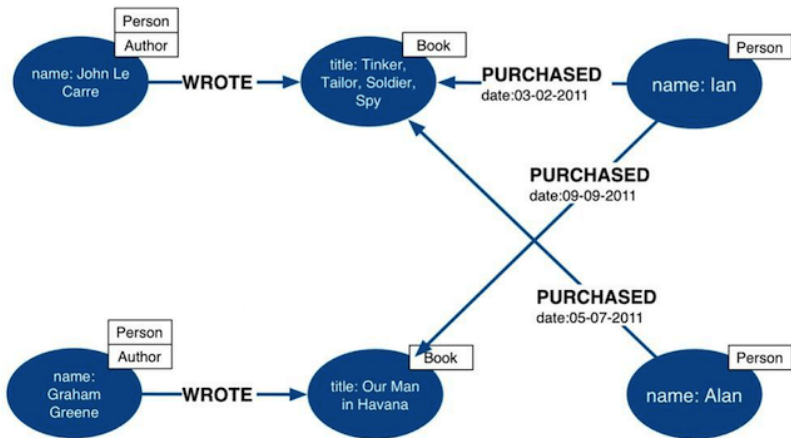 Person
Author
name: John Le
Carre
WROTE
Book
title: Tinker,
Tailor, Soldier,
Spy
PURCHASED
date:03-02-2011
Person
name: Ian
PURCHASED
date:09-09-2011
PURCHASED
date:05-07-2011
Person
Author
name:
Graham
Greene
WROTE
Book
title: Our Man
in Havana
Person
name: Alan